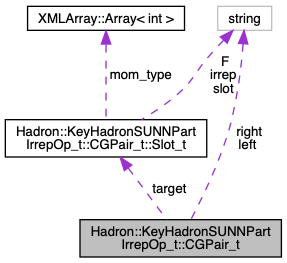 XMLArray::Array< int >
string
mom_type
F
irrep
slot
Hadron::KeyHadronSUNNPart
IrrepOp_t::CGPair_t::Slot_t
right
left
target
Hadron::KeyHadronSUNNPart
IrrepOp_t::CGPair_t